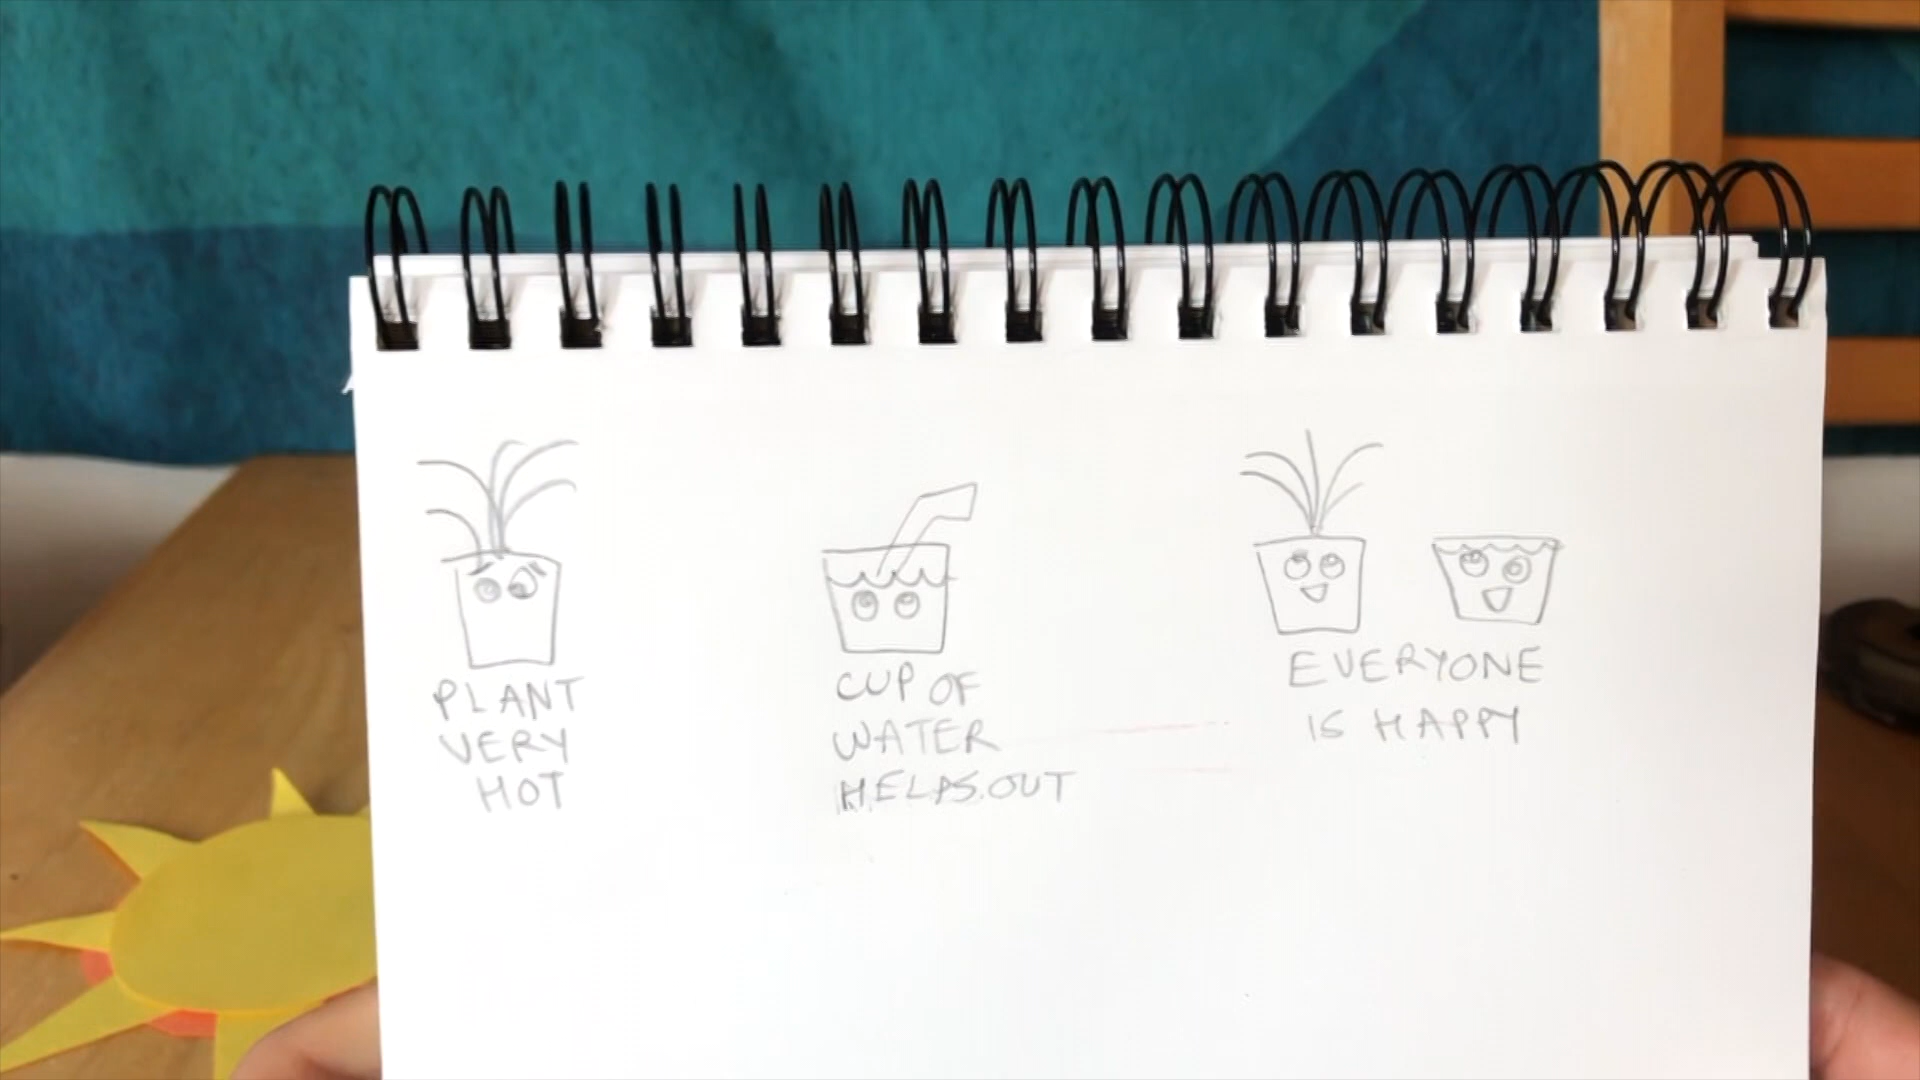 PLANT
VERY
HOT
CUP OF
WATER
HELPS OUT
EVERYONE
IS HAPPY